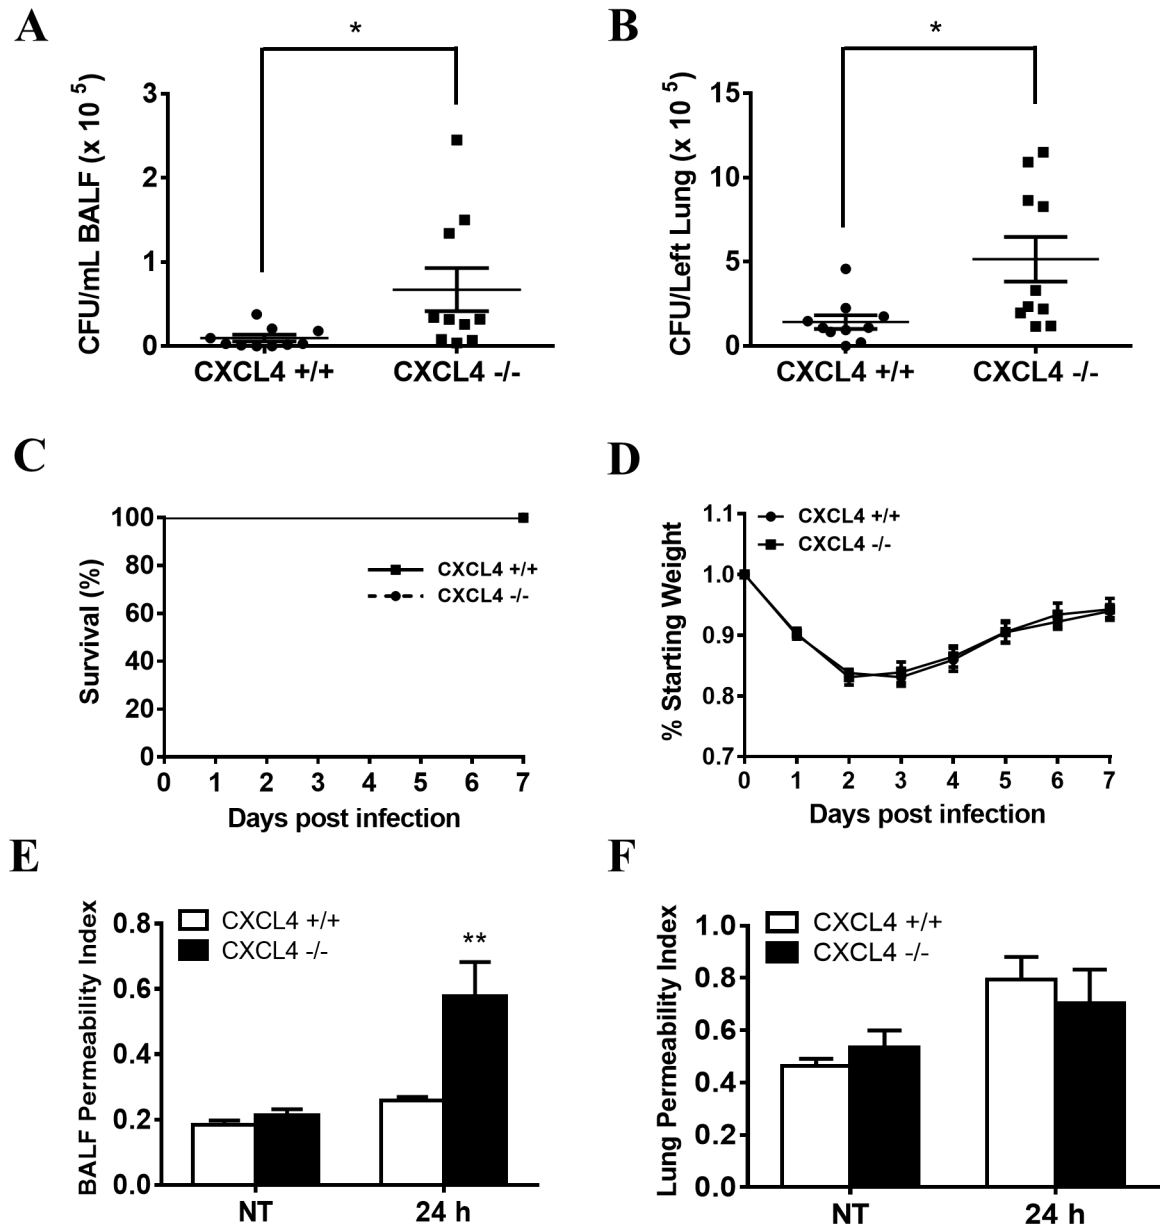 A
*
CFU/mL BALF (x 10 5)
3
2
1
0
CXCL4 +/+
CXCL4 -/-
B
*
CFU/Left Lung (x 10 5)
15
10
5
0
CXCL4 +/+
CXCL4 -/-
C
Survival (%)
100
80
60
40
20
0
CXCL4 +/+
CXCL4 -/-
0 1 2 3 4 5 6 7
Days post infection
D
% Starting Weight
1.1
1.0
0.9
0.8
0.7
CXCL4 +/+
CXCL4 -/-
0 1 2 3 4 5 6 7
Days post infection
E
BALF Permeability Index
0.8
0.6
0.4
0.2
0.0
CXCL4 +/+
CXCL4 -/-
**
NT 24 h
F
Lung Permeability Index
1.0
0.8
0.6
0.4
0.2
0.0
CXCL4 +/+
CXCL4 -/-
NT 24 h